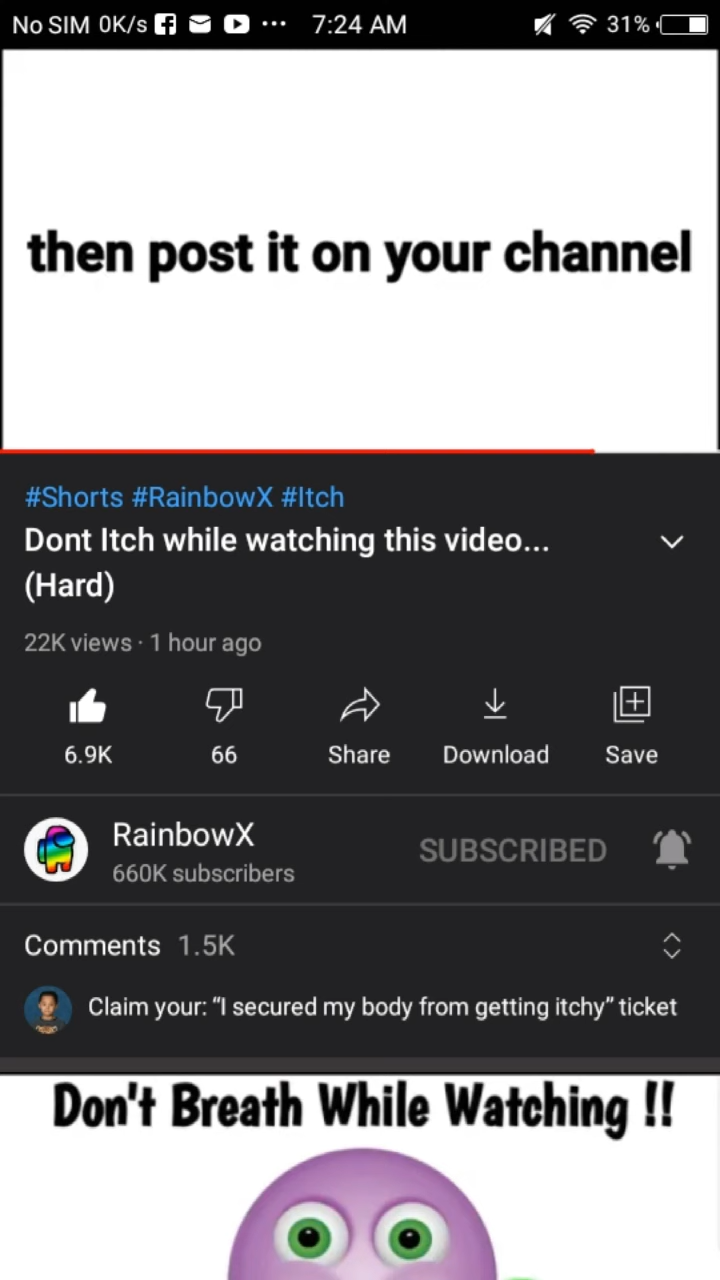 No SIM 0K/s ... 7:24 AM 31%
then post it on your channel
#Shorts #RainbowX #Itch
Dont Itch while watching this video...
(Hard)
22K views · 1 hour ago
6.9K 66 Share Download Save
RainbowX
660K subscribers
SUBSCRIBED
Comments 1.5K
Claim your: “I secured my body from getting itchy” ticket
Don't Breath While Watching !!